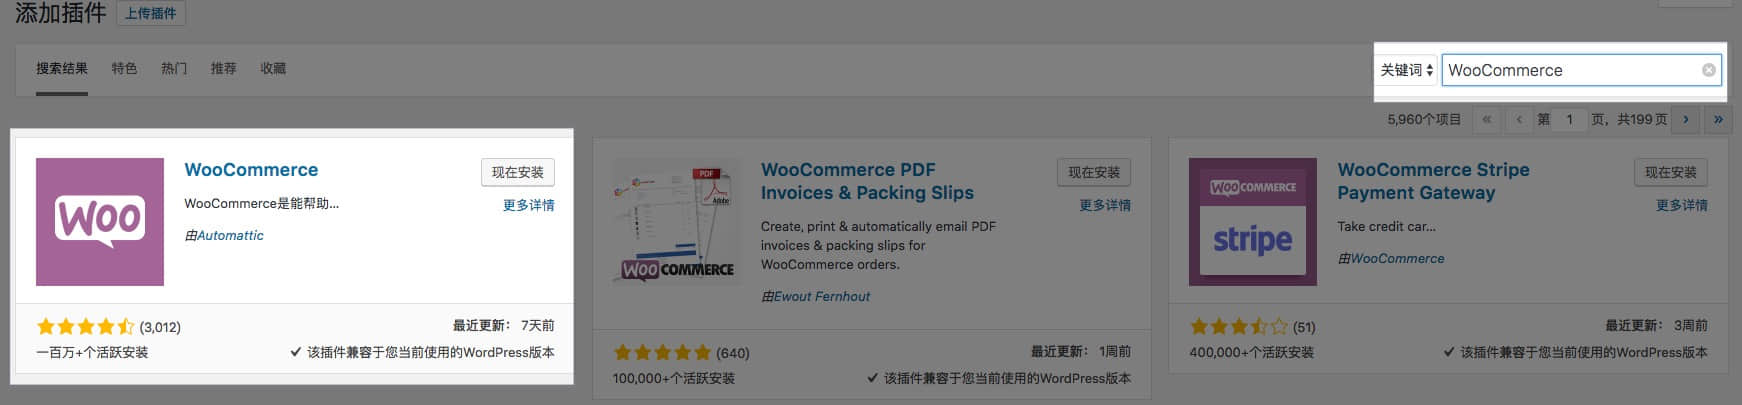 添加插件 上传插件
搜索结果 特色 热门 推荐 收藏
关键词 WooCommerce
5,960个项目 « ‹ 第 1 页，共199页 › »
WOO
WooCommerce
现在安装
WooCommerce是能帮助...
更多详情
由Automattic
(3,012)
最近更新： 7天前
一百万+个活跃安装
该插件兼容于您当前使用的WordPress版本
PDF
Adobe
WOO COMMERCE
WooCommerce PDF
Invoices & Packing Slips
现在安装
更多详情
Create, print & automatically email PDF
invoices & packing slips for
WooCommerce orders.
由Ewout Fernhout
(640)
最近更新： 1周前
100,000+个活跃安装
该插件兼容于您当前使用的WordPress版本
WOO COMMERCE
stripe
WooCommerce Stripe
Payment Gateway
现在安装
更多详情
Take credit car...
由WooCommerce
(51)
最近更新： 3周前
400,000+个活跃安装
该插件兼容于您当前使用的WordPress版本